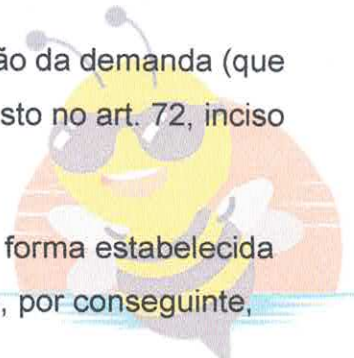 ão da demanda (que
sto no art. 72, inciso
forma estabelecida
, por conseguinte,